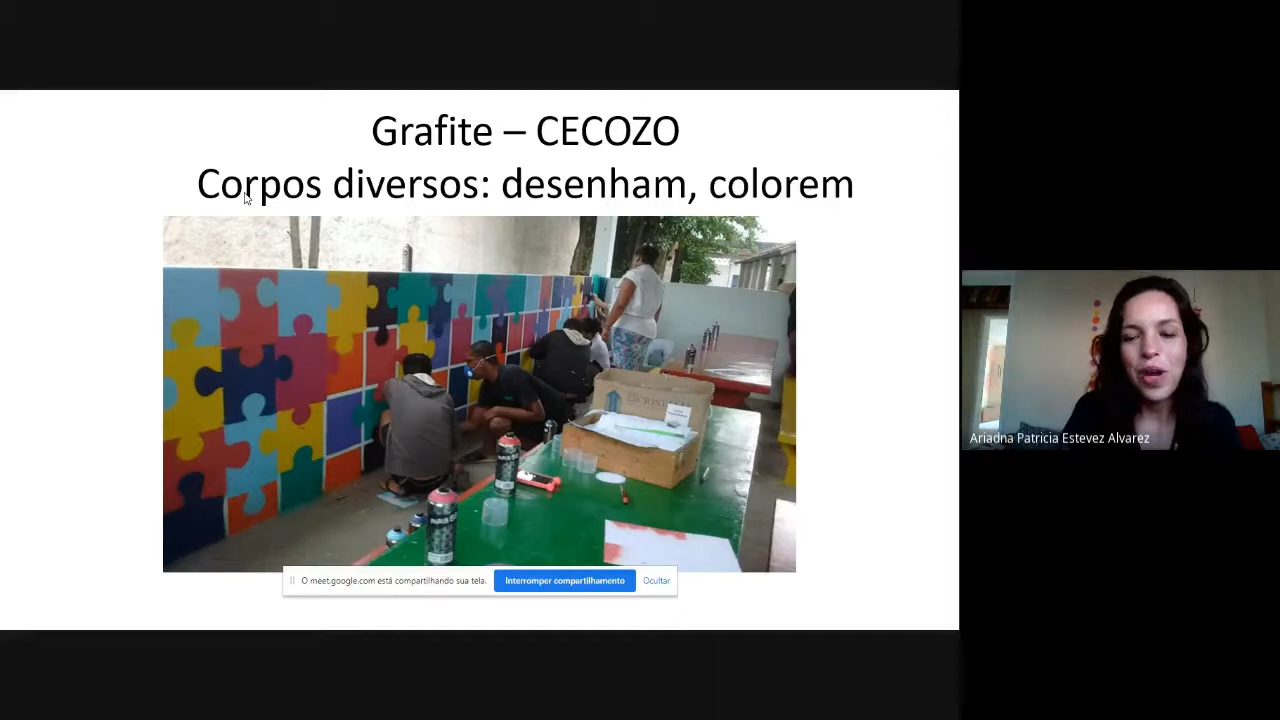 Grafite – CECOZO
Corpos diversos: desenham, colorem
O meet.google.com está compartilhando sua tela.
Interromper compartilhamento
Ocultar
Ariadna Patricia Estevez Alvarez